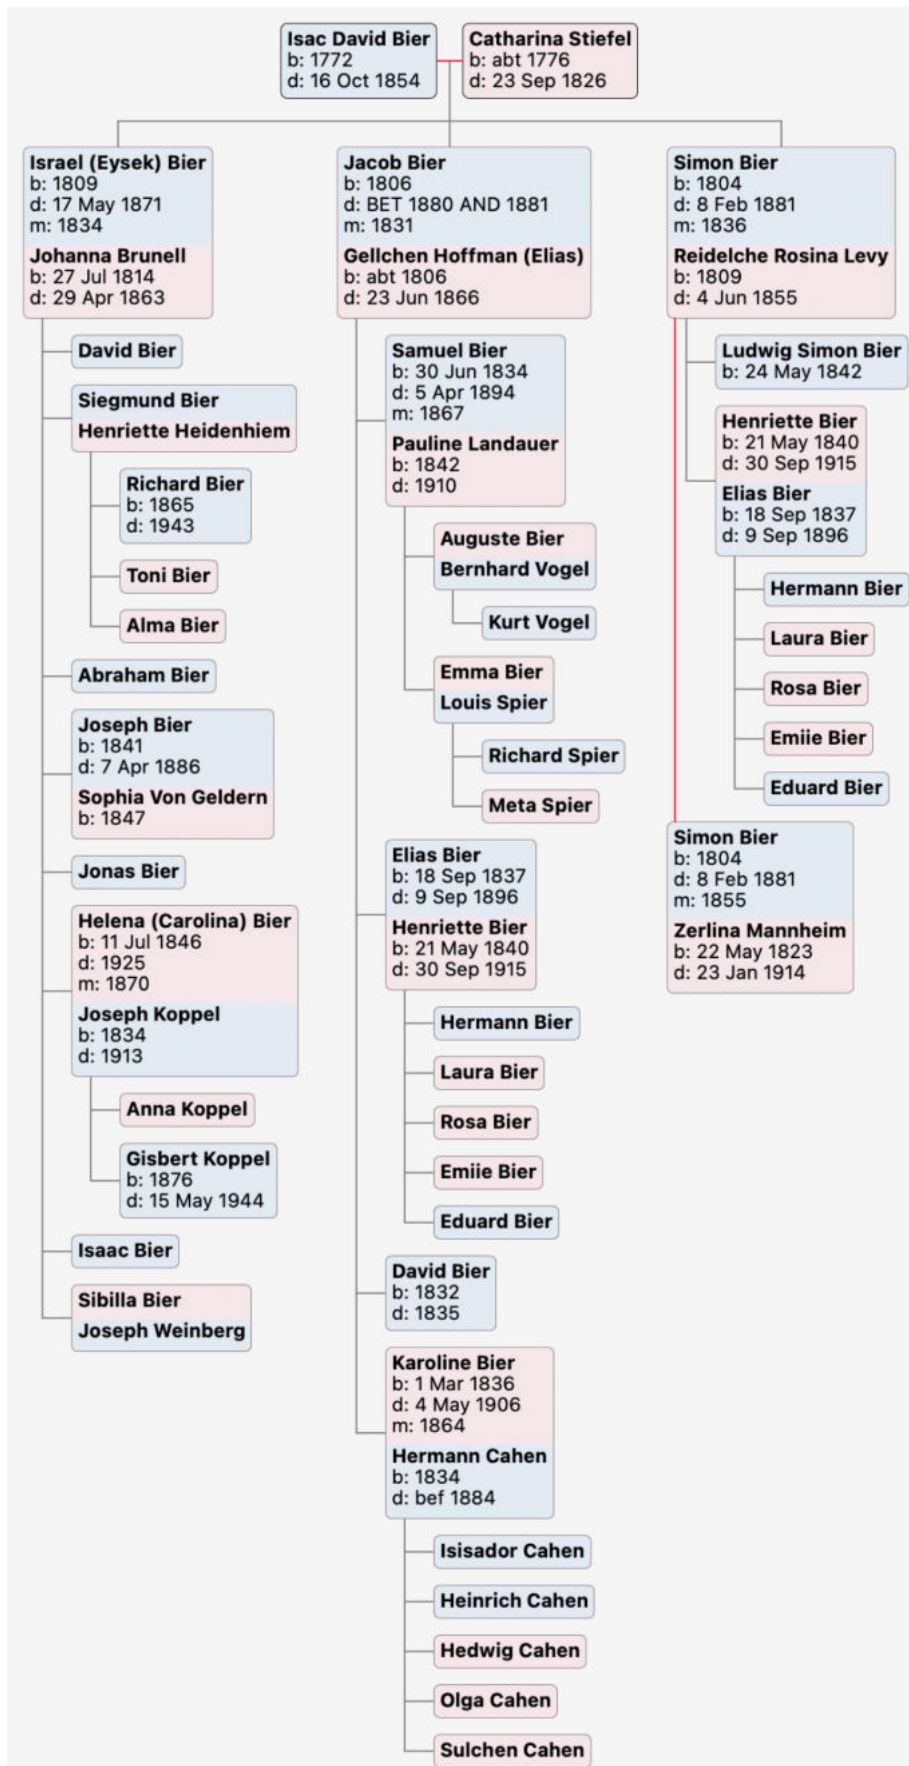 Isac David Bier
b: 1772
d: 16 Oct 1854
Catharina Stiefel
b: abt 1776
d: 23 Sep 1826
Israel (Eysek) Bier
b: 1809
d: 17 May 1871
m: 1834
Johanna Brunell
b: 27 Jul 1814
d: 29 Apr 1863
David Bier
Siegmund Bier
Henriette Heidenhiem
Richard Bier
b: 1865
d: 1943
Toni Bier
Alma Bier
Abraham Bier
Joseph Bier
b: 1841
d: 7 Apr 1886
Sophia Von Geldern
b: 1847
Jonas Bier
Helena (Carolina) Bier
b: 11 Jul 1846
d: 1925
m: 1870
Joseph Koppel
b: 1834
d: 1913
Anna Koppel
Gisbert Koppel
b: 1876
d: 15 May 1944
Isaac Bier
Sibilla Bier
Joseph Weinberg
Jacob Bier
b: 1806
d: BET 1880 AND 1881
m: 1831
Gellchen Hoffman (Elias)
b: abt 1806
d: 23 Jun 1866
Samuel Bier
b: 30 Jun 1834
d: 5 Apr 1894
m: 1867
Pauline Landauer
b: 1842
d: 1910
Auguste Bier
Bernhard Vogel
Kurt Vogel
Emma Bier
Louis Spier
Richard Spier
Meta Spier
Elias Bier
b: 18 Sep 1837
d: 9 Sep 1896
Henriette Bier
b: 21 May 1840
d: 30 Sep 1915
Hermann Bier
Laura Bier
Rosa Bier
Emiie Bier
Eduard Bier
David Bier
b: 1832
d: 1835
Karoline Bier
b: 1 Mar 1836
d: 4 May 1906
m: 1864
Hermann Cahen
b: 1834
d: bef 1884
Isisador Cahen
Heinrich Cahen
Hedwig Cahen
Olga Cahen
Sulchen Cahen
Simon Bier
b: 1804
d: 8 Feb 1881
m: 1836
Reidelche Rosina Levy
b: 1809
d: 4 Jun 1855
Ludwig Simon Bier
b: 24 May 1842
Henriette Bier
b: 21 May 1840
d: 30 Sep 1915
Elias Bier
b: 18 Sep 1837
d: 9 Sep 1896
Hermann Bier
Laura Bier
Rosa Bier
Emiie Bier
Eduard Bier
Simon Bier
b: 1804
d: 8 Feb 1881
m: 1855
Zerlina Mannheim
b: 22 May 1823
d: 23 Jan 1914